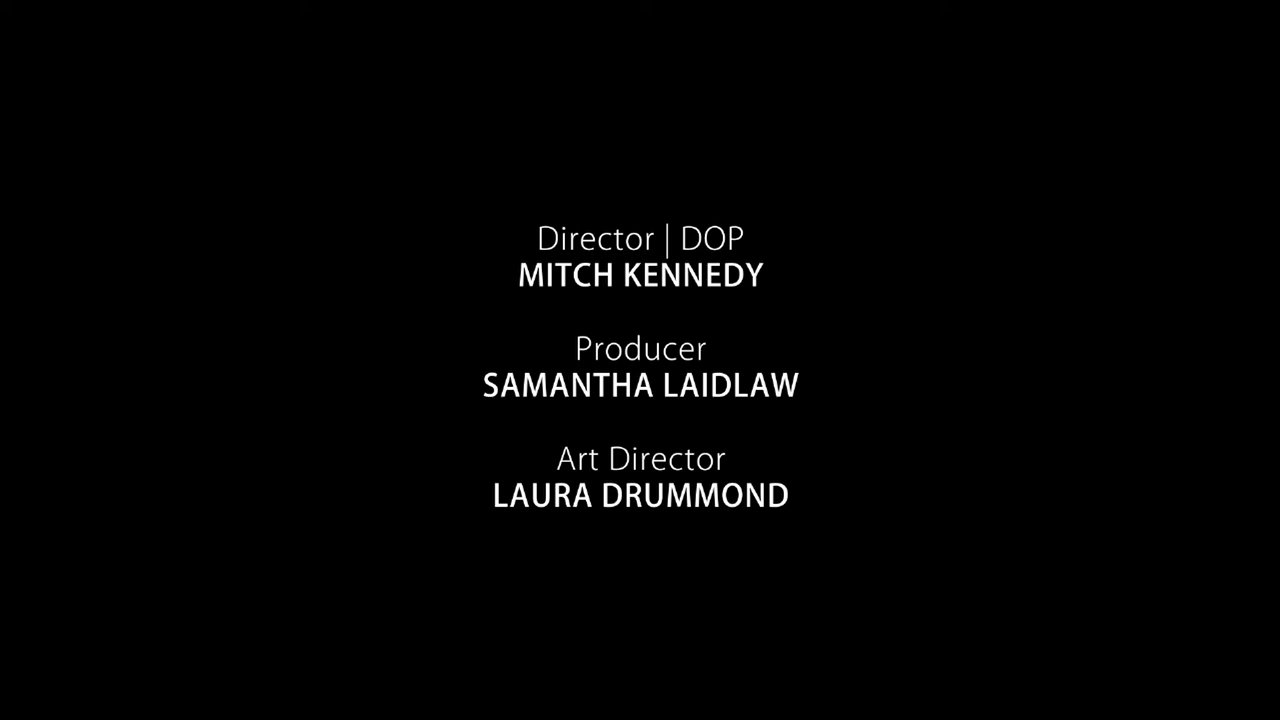 Director | DOP
MITCH KENNEDY
Producer
SAMANTHA LAIDLAW
Art Director
LAURA DRUMMOND